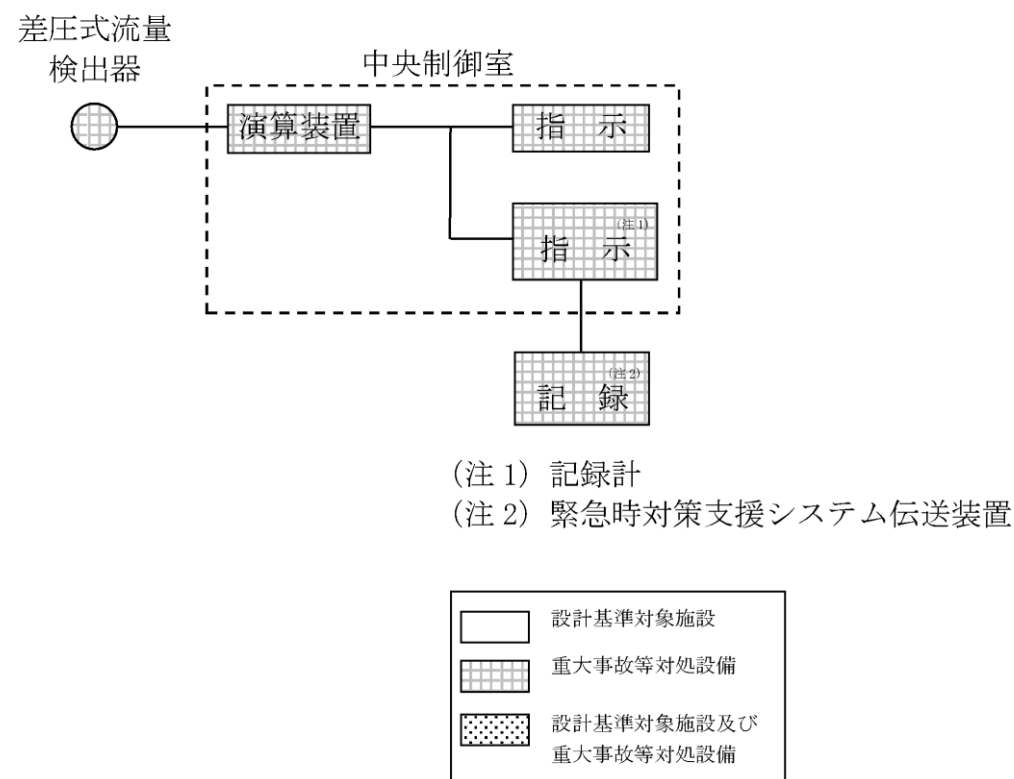 差圧式流量
検出器
中央制御室
演算装置
指 示
(注 1)
指 示
(注 2)
記 録
(注 1) 記録計
(注 2) 緊急時対策支援システム伝送装置
設計基準対象施設
重大事故等対処設備
設計基準対象施設及び
重大事故等対処設備